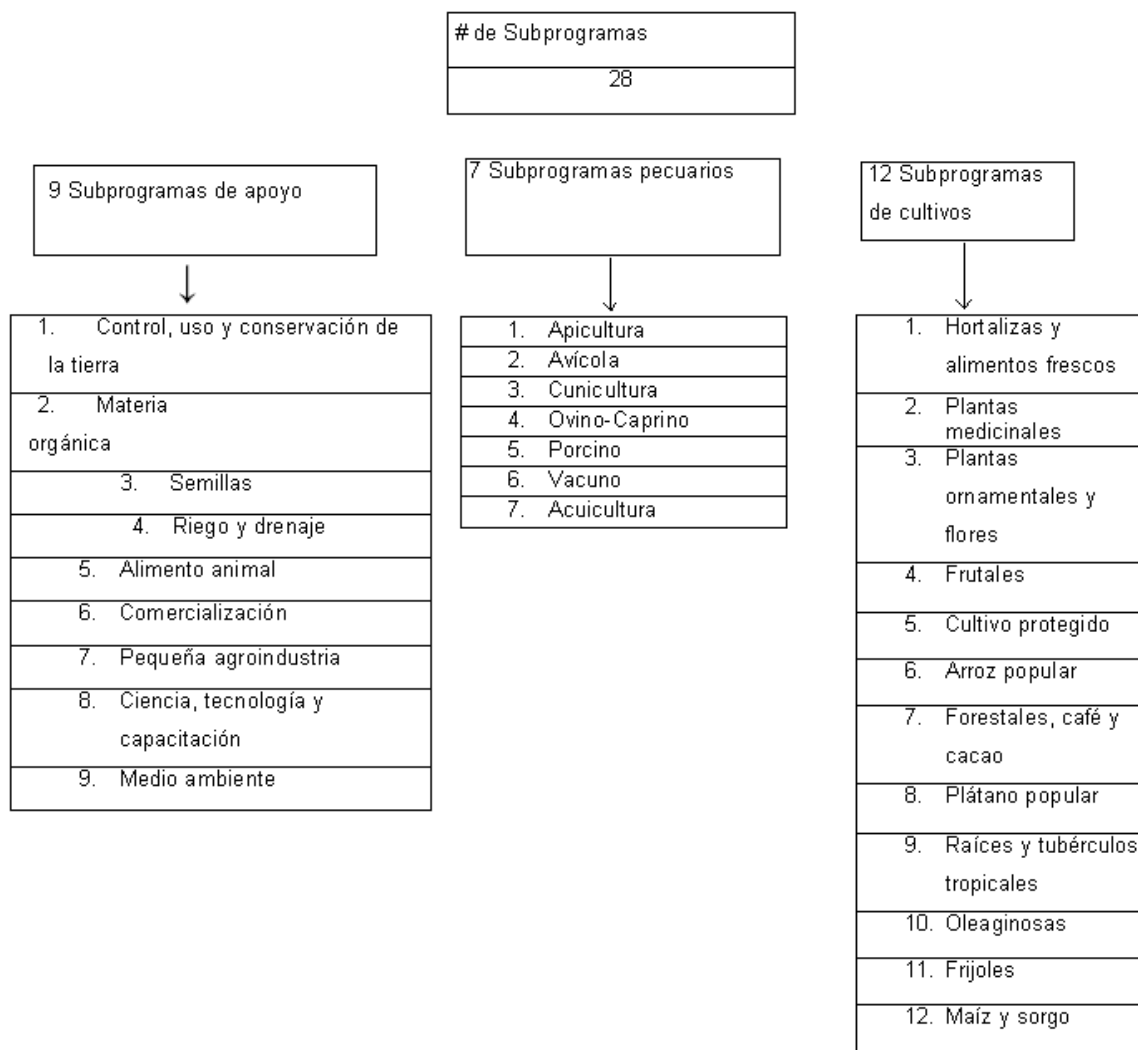 # de Subprogramas
28
9 Subprogramas de apoyo
1. Control, uso y conservación de
la tierra
2. Materia
orgánica
3. Semillas
4. Riego y drenaje
5. Alimento animal
6. Comercialización
7. Pequeña agroindustria
8. Ciencia, tecnología y
capacitación
9. Medio ambiente
7 Subprogramas pecuarios
1. Apicultura
2. Avícola
3. Cunicultura
4. Ovino-Caprino
5. Porcino
6. Vacuno
7. Acuicultura
12 Subprogramas
de cultivos
1. Hortalizas y
alimentos frescos
2. Plantas
medicinales
3. Plantas
ornamentales y
flores
4. Frutales
5. Cultivo protegido
6. Arroz popular
7. Forestales, café y
cacao
8. Plátano popular
9. Raíces y tubérculos
tropicales
10. Oleaginosas
11. Frijoles
12. Maíz y sorgo